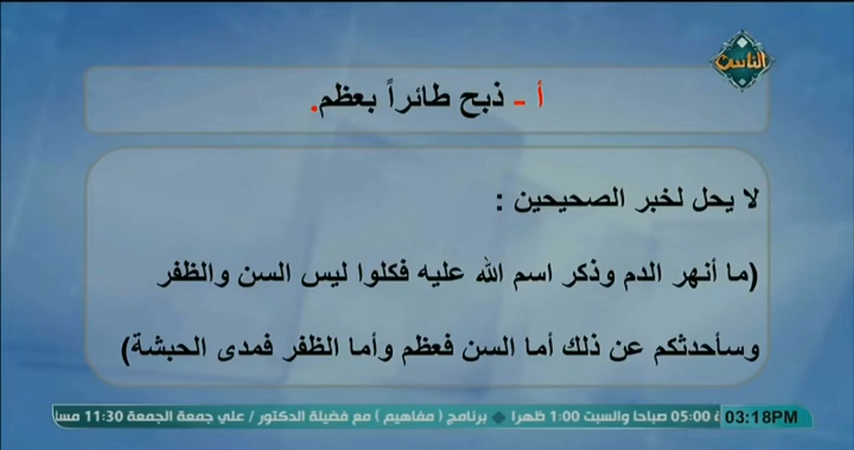 الناس
أ - ذبح طائراً بعظم.
لا يحل لخبر الصحيحين :
(ما أنهر الدم وذكر اسم الله عليه فكلوا ليس السن والظفر
وسأحدثكم عن ذلك أما السن فعظم وأما الظفر فمدى الحبشة)
ة 05:00 صباحا والسبت 1:00 ظهرا ◆ برنامج ( مفاهيم ) مع فضيلة الدكتور / علي جمعة الجمعة 11:30 مسا
03:18PM